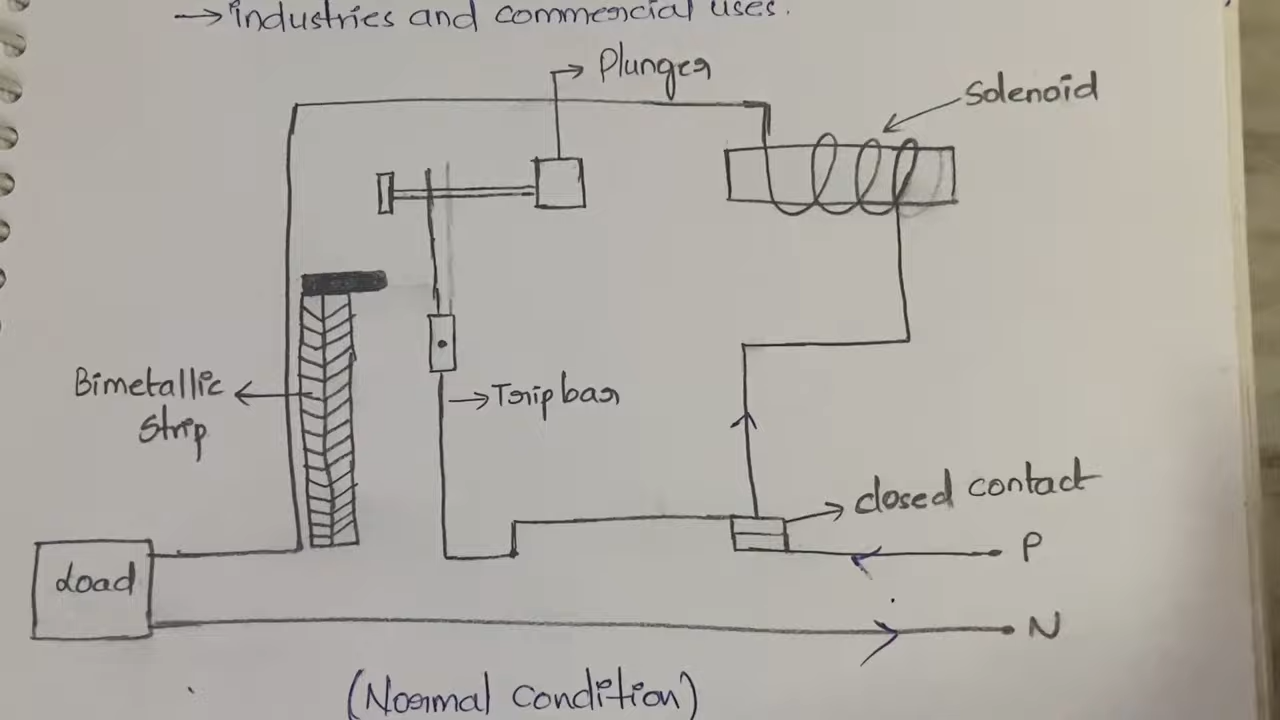 → industries and commercial uses.
Plunger
Solenoid
Bimetallic
Strip
Trip bar
closed contact
P
Load
N
(Normal condition)